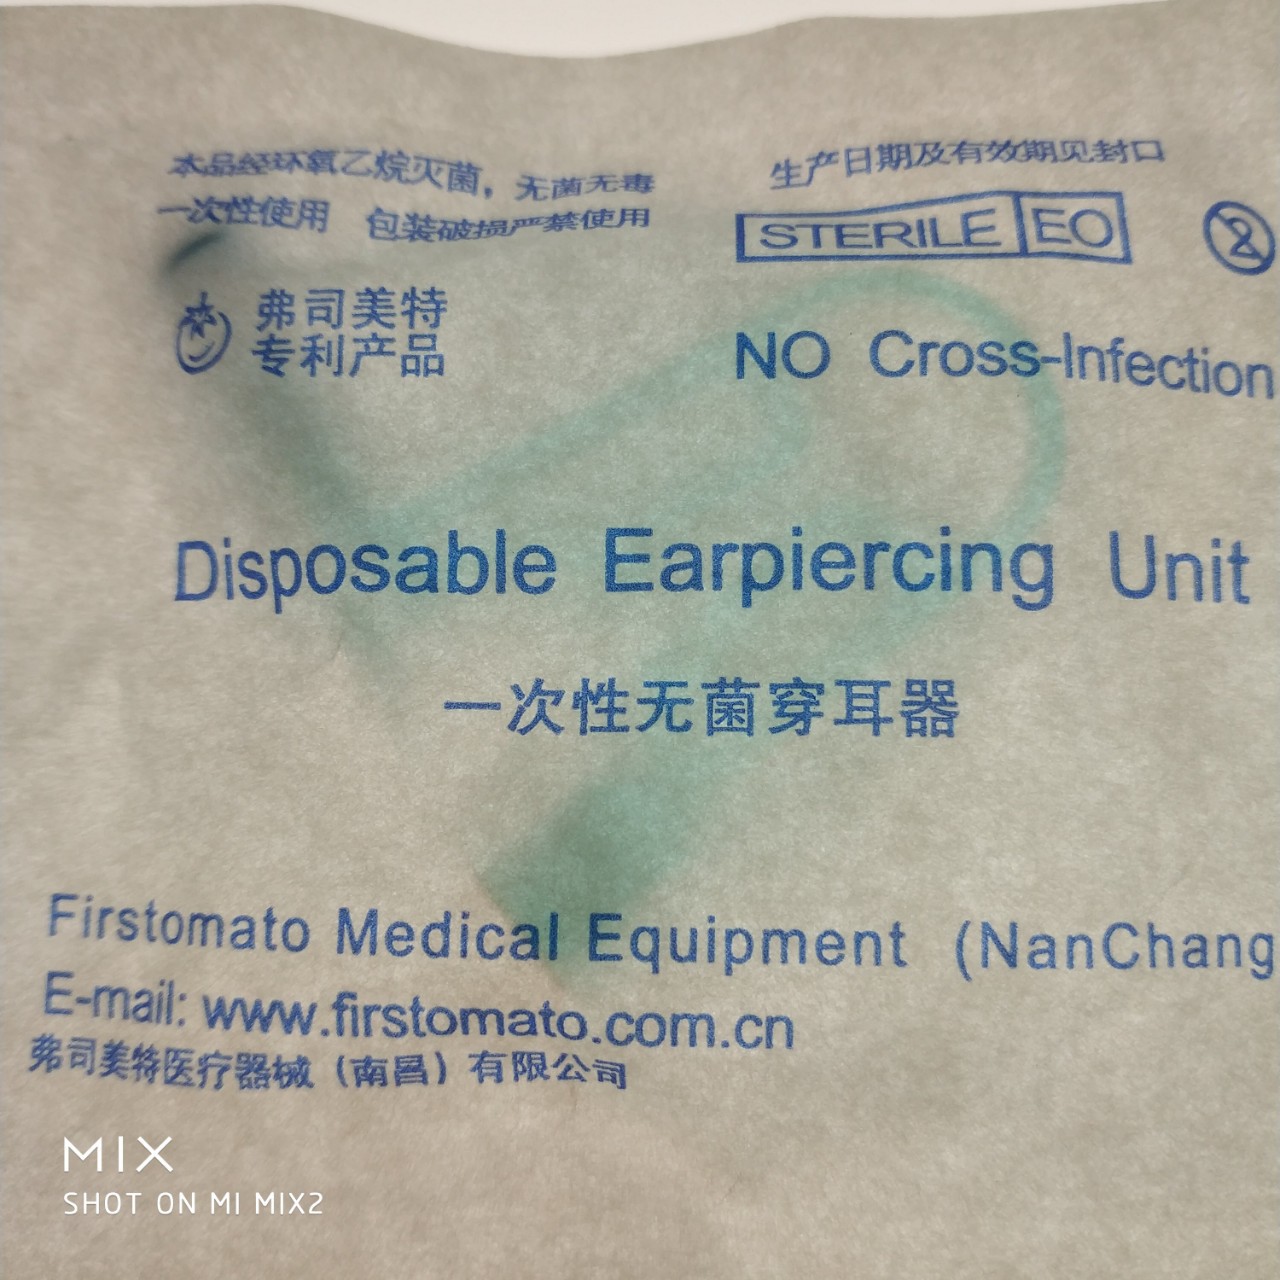 本品经环氧乙烷灭菌，无菌无毒
一次性使用 包装破损严禁使用
生产日期及有效期见封口
STERILE EO
2
弗司美特
专利产品
NO Cross-Infection
Disposable Earpiercing Unit
一次性无菌穿耳器
Firstomato Medical Equipment (NanChang
E-mail: www.firstomato.com.cn
弗司美特医疗器械（南昌）有限公司
MIX
SHOT ON MI MIX2